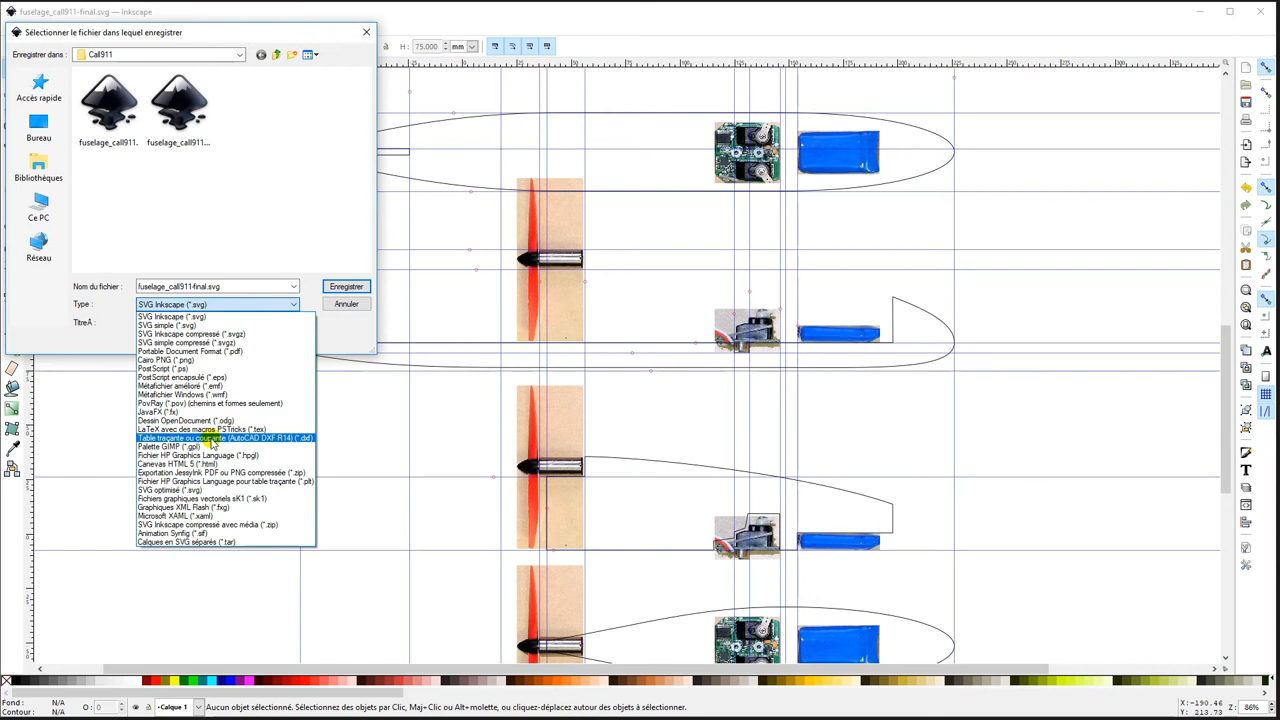 fuselage_call911-final.svg — Inkscape
Sélectionner le fichier dans lequel enregistrer
Enregistrer dans :
Call911
H :
75.000
mm
Accès rapide
Bureau
Bibliothèques
Ce PC
Réseau
fuselage_call911.
fuselage_call911...
Nom du fichier :
fuselage_call911-final.svg
Enregistrer
Type :
SVG Inkscape (*.svg)
Annuler
TitreÂ :
SVG Inkscape (*.svg)
SVG simple (*.svg)
SVG Inkscape compressé (*.svgz)
SVG simple compressé (*.svgz)
Portable Document Format (*.pdf)
Cairo PNG (*.png)
PostScript (*.ps)
PostScript encapsulé (*.eps)
Métafichier amélioré (*.emf)
Métafichier Windows (*.wmf)
PovRay (*.pov) (chemins et formes seulement)
JavaFX (*.fx)
Dessin OpenDocument (*.odg)
LaTeX avec des macros PSTricks (*.tex)
Table traçante ou coupante (AutoCAD DXF R14) (*.dxf)
Palette GIMP (*.gpl)
Fichier HP Graphics Language (*.hpgl)
Canevas HTML 5 (*.html)
Exportation JessyInk PDF ou PNG compressée (*.zip)
Fichier HP Graphics Language pour table traçante (*.plt)
SVG optimisé (*.svg)
Fichiers graphiques vectoriels sK1 (*.sk1)
Graphiques XML Flash (*.fxg)
Microsoft XAML (*.xaml)
SVG Inkscape compressé avec média (*.zip)
Animation Synfig (*.sif)
Calques en SVG séparés (*.tar)
Fond :
N/A
Contour :
N/A
O:
0
Calque 1
Aucun objet sélectionné. Sélectionnez des objets par Clic, Maj+Clic ou Alt+ molette, ou cliquez-déplacez autour des objets à sélectionner.
X: -190.46
Y: 213.73
Z:
86%